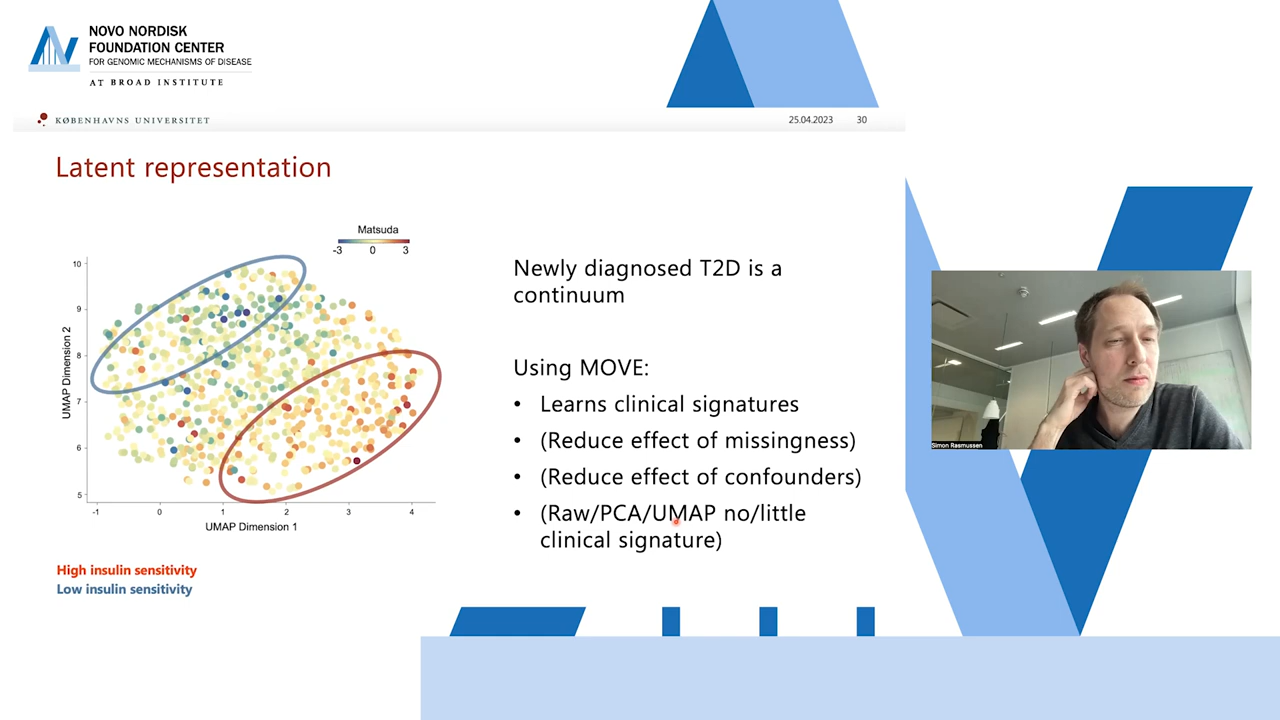 NOVO NORDISK
FOUNDATION CENTER
FOR GENOMIC MECHANISMS OF DISEASE
AT BROAD INSTITUTE
KØBENHAVNS UNIVERSITET
25.04.2023 30
Latent representation
Matsuda
-3 0 3
10
9
8
7
6
5
UMAP Dimension 2
-1 0 1 2 3 4
UMAP Dimension 1
High insulin sensitivity
Low insulin sensitivity
Newly diagnosed T2D is a
continuum
Using MOVE:
• Learns clinical signatures
• (Reduce effect of missingness)
• (Reduce effect of confounders)
• (Raw/PCA/UMAP no/little
clinical signature)
Simon Rasmussen